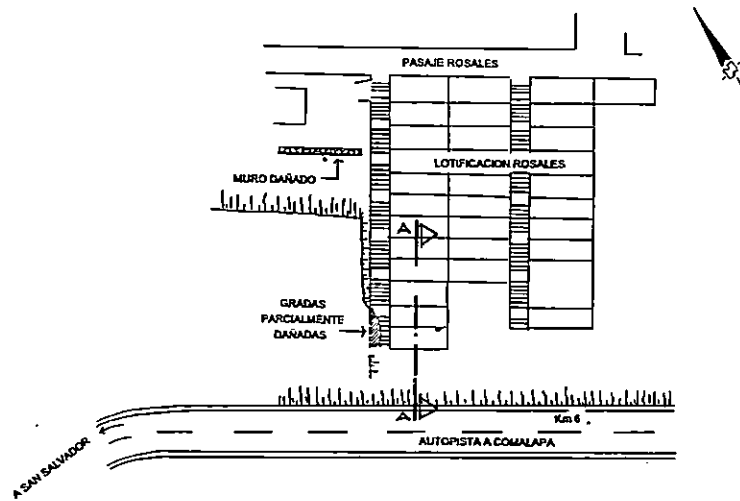 PASAJE ROSALES
LOTIFICACION ROSALES
MURO DAÑADO
A
GRADAS
PARCIALMENTE
DAÑADAS
A
Km 6
AUTOPISTA A COMALAPA
A SAN SALVADOR